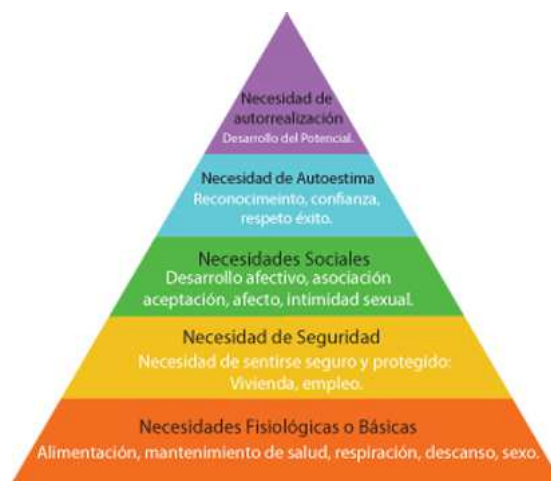 Necesidad de
autorrealización
Desarrollo del Potencial.
Necesidad de Autoestima
Reconocimeinto, confianza,
respeto éxito.
Necesidades Sociales
Desarrollo afectivo, asociación
aceptación, afecto, intimidad sexual.
Necesidad de Seguridad
Necesidad de sentirse seguro y protegido:
Vivienda, empleo.
Necesidades Fisiológicas o Básicas
Alimentación, mantenimiento de salud, respiración, descanso, sexo.